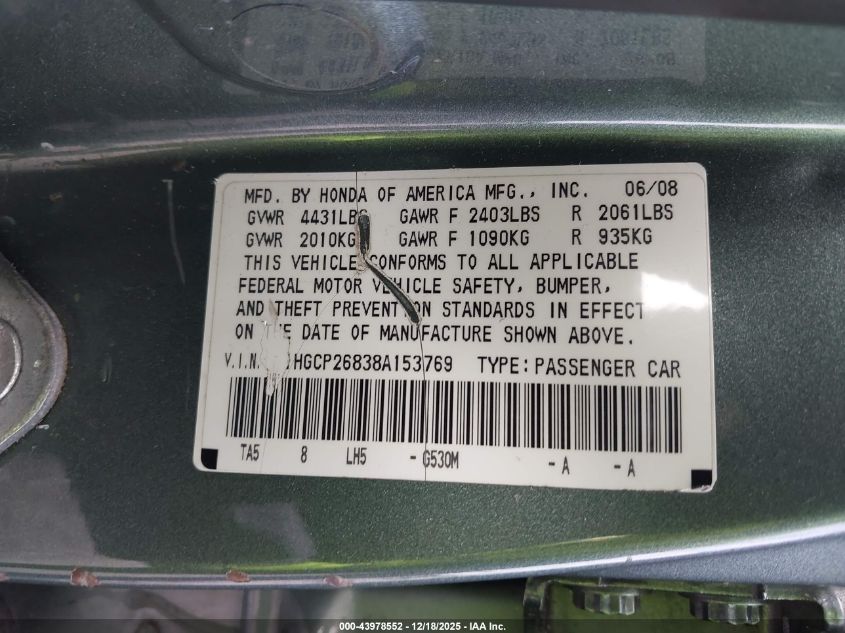 MFD. BY HONDA OF AMERICA MFG., INC. 06/08
GVWR 4431LBS GAWR F 2403LBS R 2061LBS
GVWR 2010KG GAWR F 1090KG R 935KG
THIS VEHICLE CONFORMS TO ALL APPLICABLE
FEDERAL MOTOR VEHICLE SAFETY, BUMPER,
AND THEFT PREVENTION STANDARDS IN EFFECT
ON THE DATE OF MANUFACTURE SHOWN ABOVE.
V.I.N. HGCP26838A153769 TYPE: PASSENGER CAR
TA5 8 LH5 - G530M - A - A
000-43978552 - 12/18/2025 - IAA Inc.